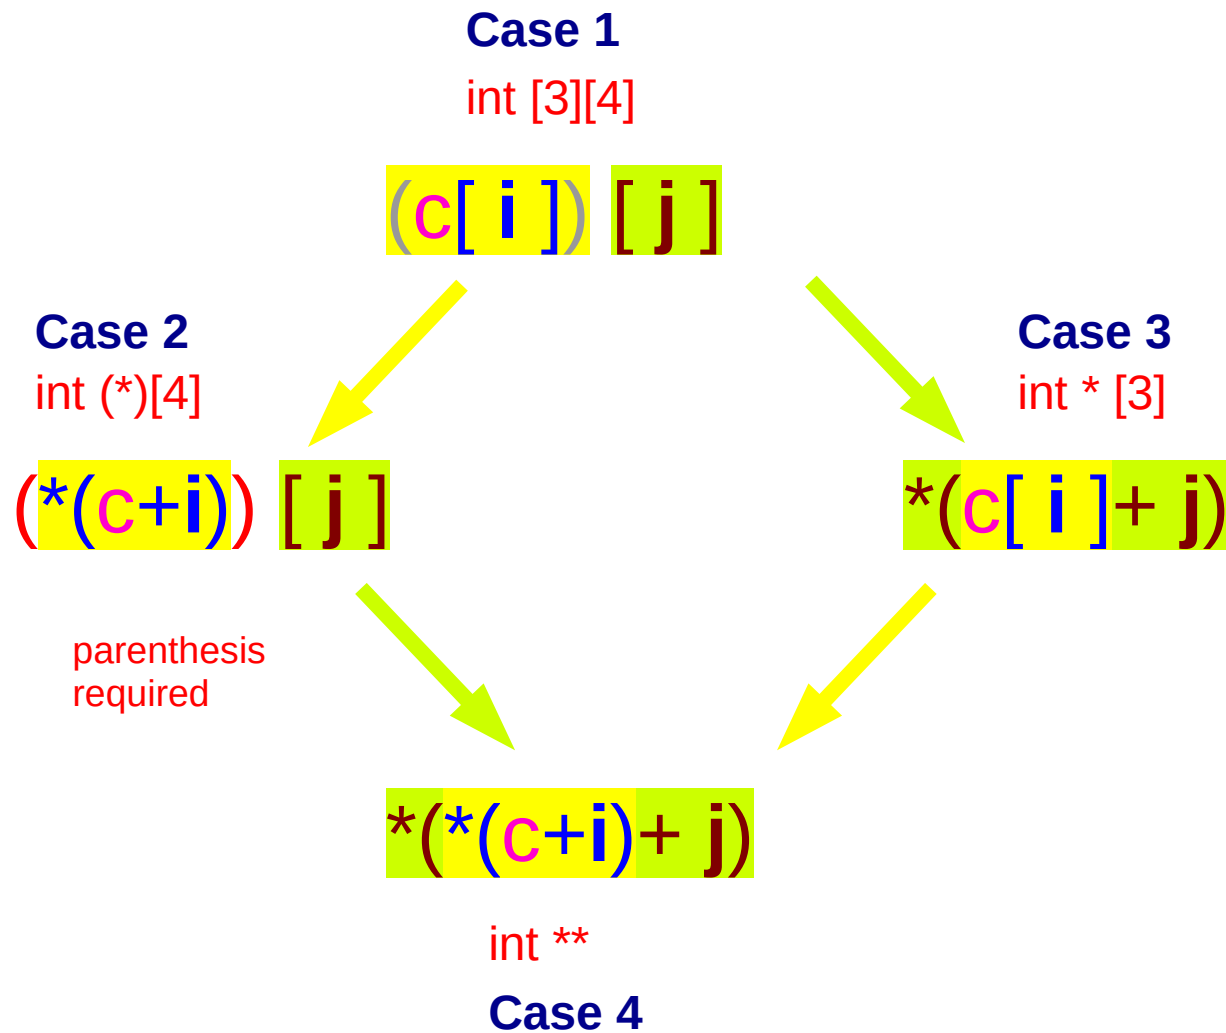 Case 1
int [3][4]
(c[ i ]) [ j ]
Case 2
int (*)[4]
(*(c+i)) [ j ]
parenthesis
required
Case 3
int * [3]
*(c[ i ]+ j)
*(*(c+i)+ j)
int **
Case 4